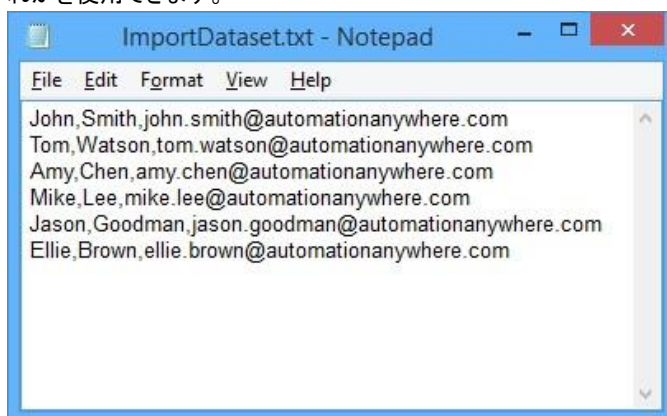 れかを使用できます。
ImportDataset.txt - Notepad
File Edit Format View Help
John,Smith,john.smith@automationanywhere.com
Tom,Watson,tom.watson@automationanywhere.com
Amy,Chen,amy.chen@automationanywhere.com
Mike,Lee,mike.lee@automationanywhere.com
Jason,Goodman,jason.goodman@automationanywhere.com
Ellie,Brown,ellie.brown@automationanywhere.com